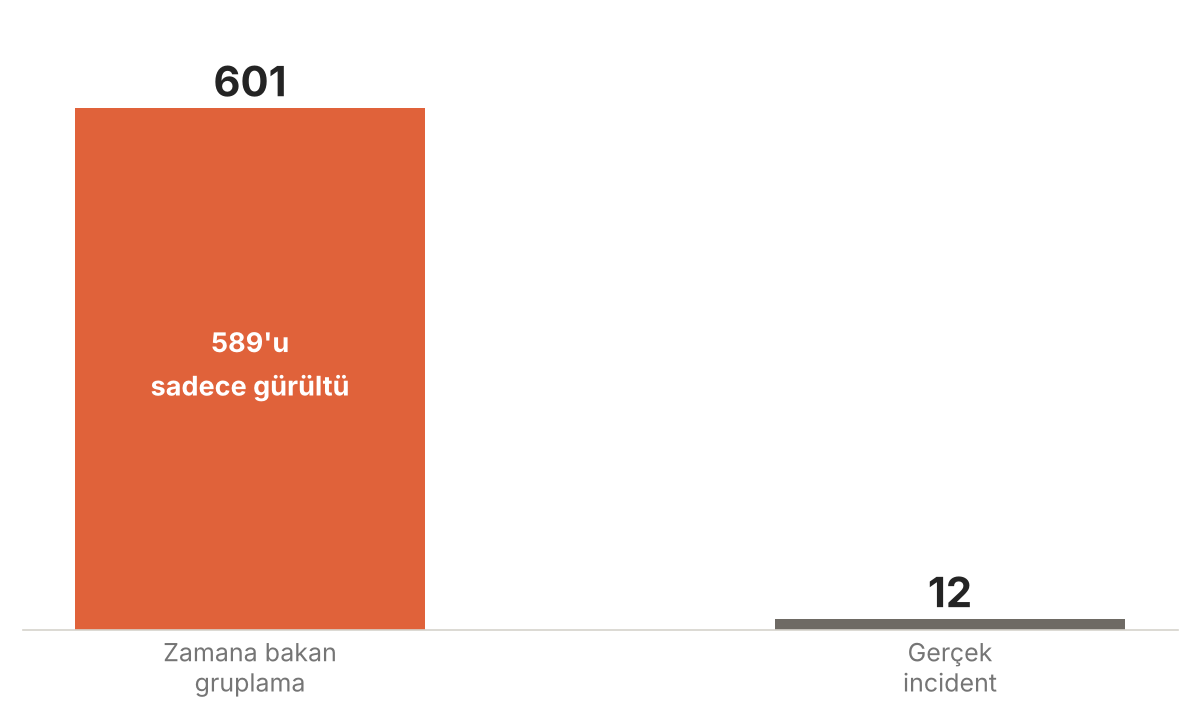 601
589'u
sadece gürültü
Zamana bakan
gruplama
12
Gerçek
incident